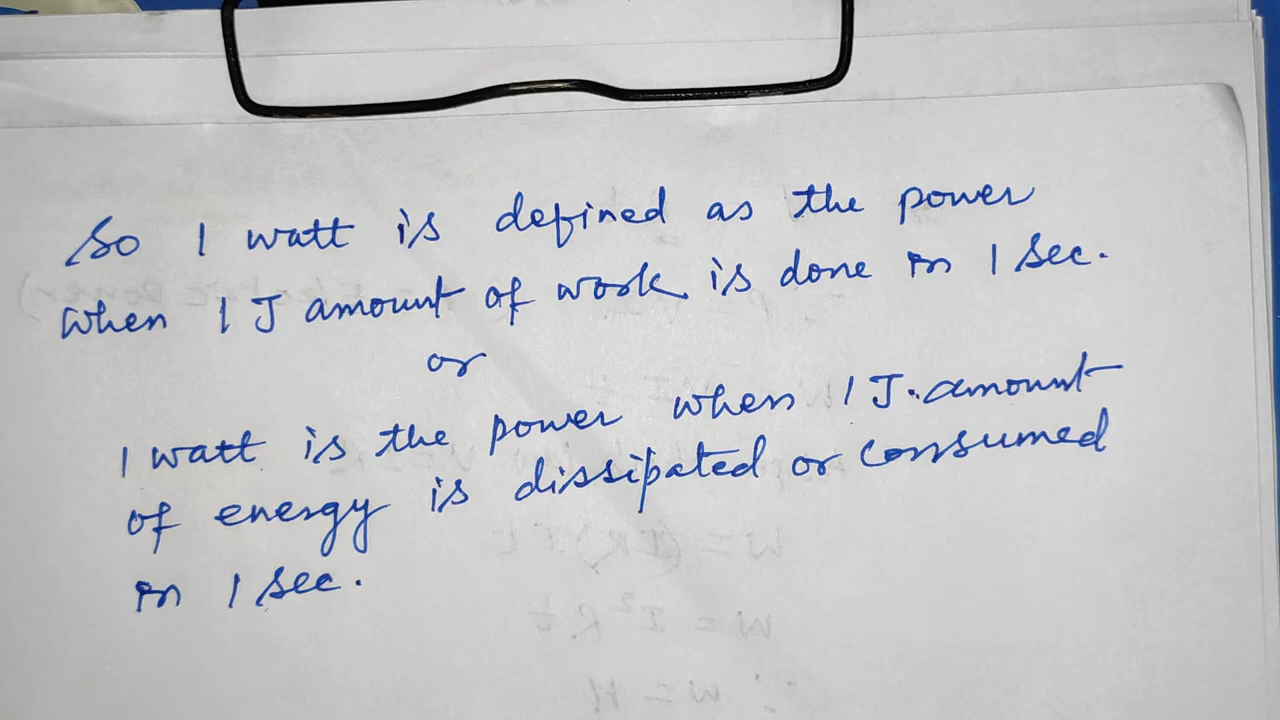 So 1 watt is defined as the power
when 1 J amount of work is done in 1 sec.
or
1 watt is the power when 1 J. amount
of energy is dissipated or consumed
in 1 sec.